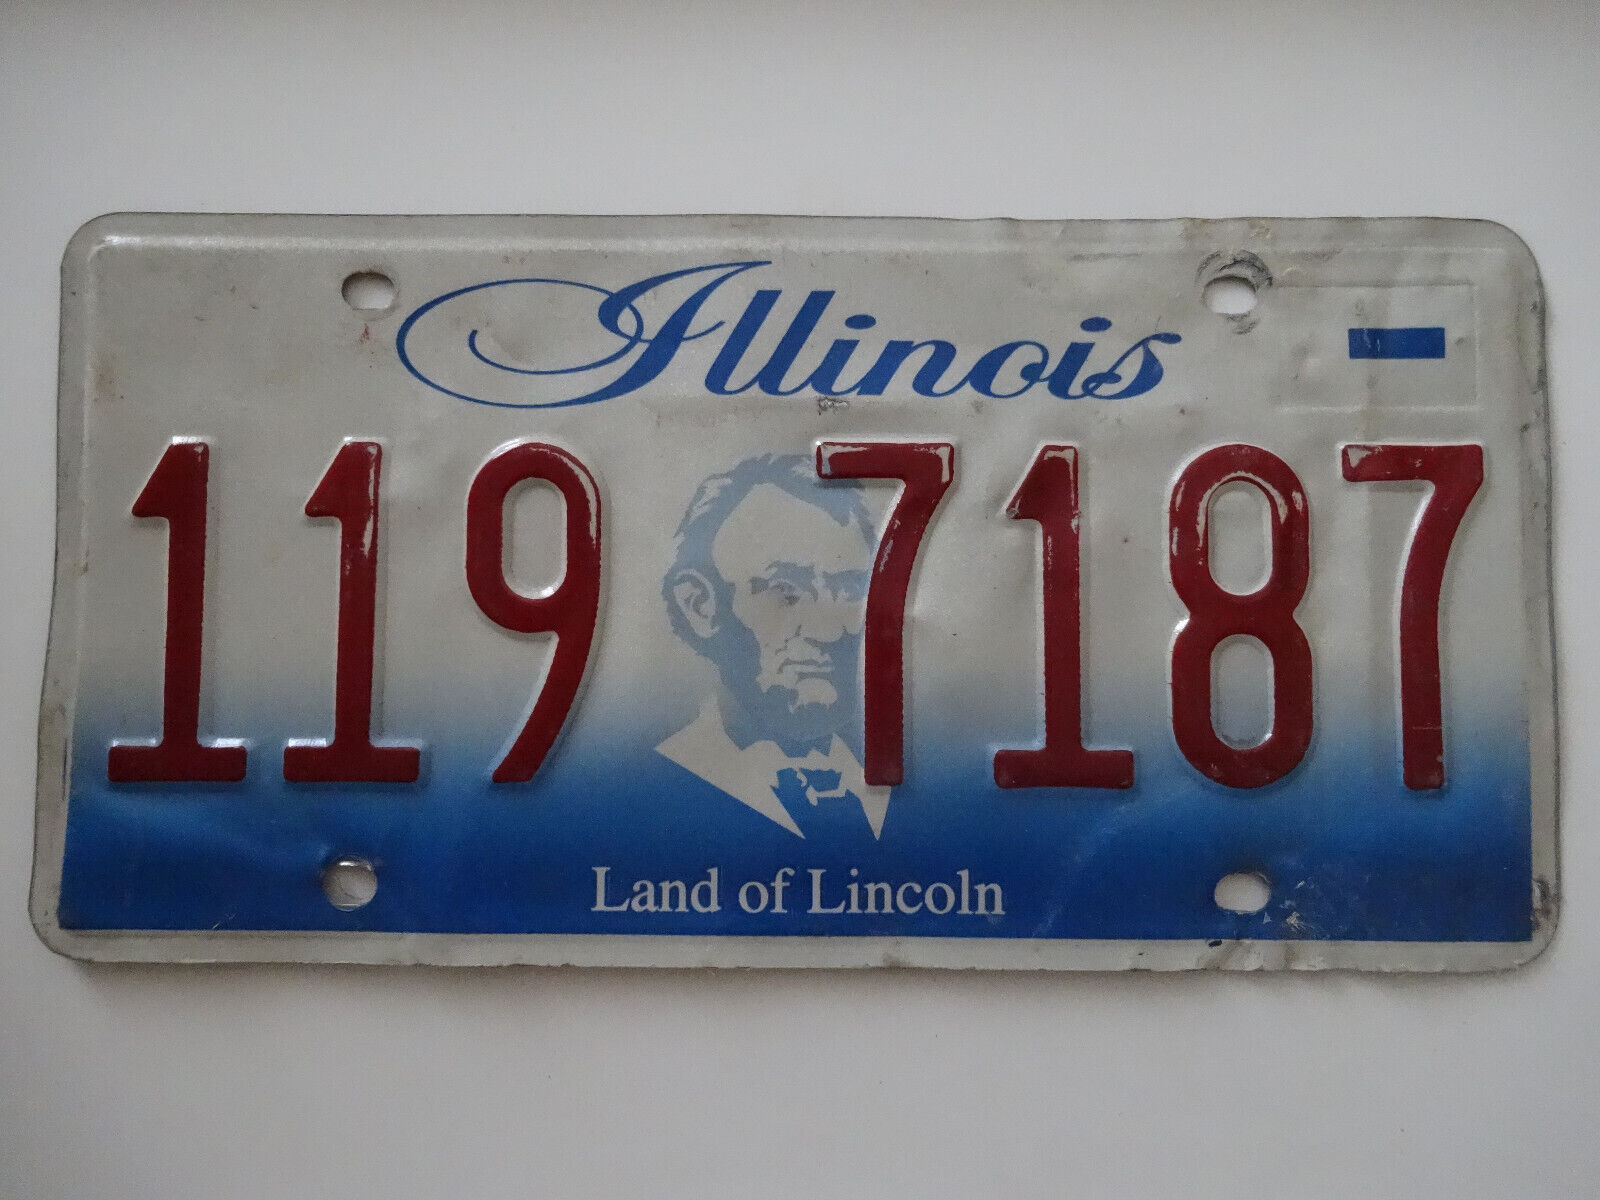 Illinois
119 7187
Land of Lincoln